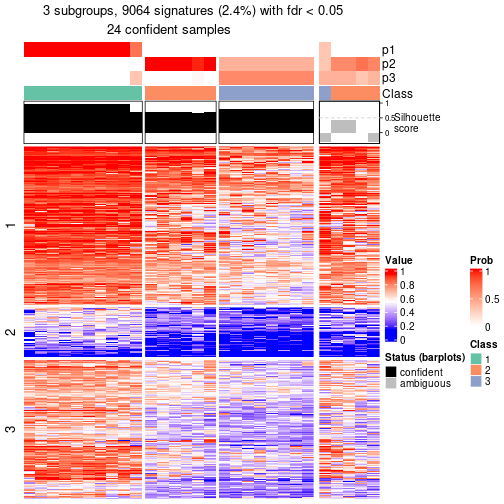 3 subgroups, 9064 signatures (2.4%) with fdr < 0.05
24 confident samples
p1
p2
p3
Class
1
0.5
0
Silhouette
score
1
2
3
Value
1
0.8
0.6
0.4
0.2
0
Prob
1
0.5
0
Status (barplots)
confident
ambiguous
Class
1
2
3